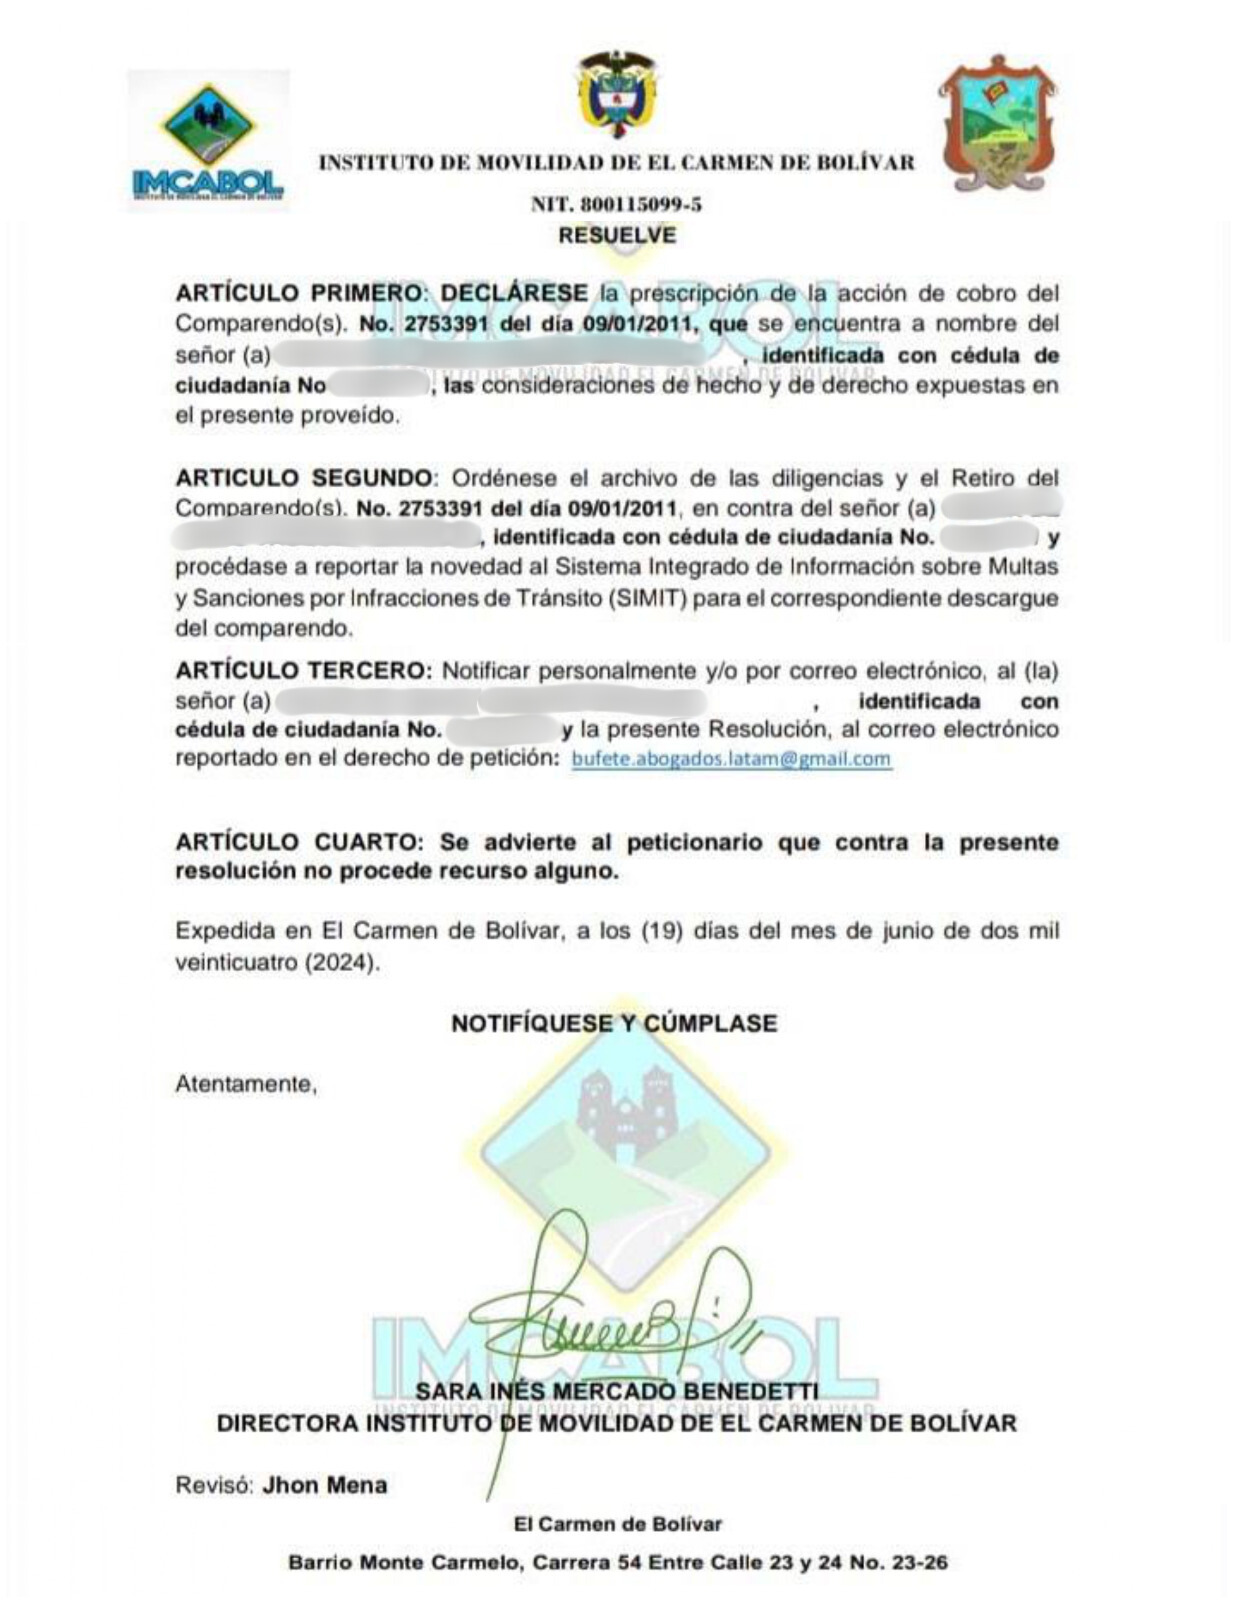 IMCABOL
INSTITUTO DE MOVILIDAD DE EL CARMEN DE BOLÍVAR
NIT. 800115099-5
RESUELVE
ARTÍCULO PRIMERO: DECLÁRESE la prescripción de la acción de cobro del
Comparendo(s). No. 2753391 del día 09/01/2011, que se encuentra a nombre del
señor (a) , identificada con cédula de
ciudadanía No , las consideraciones de hecho y de derecho expuestas en
el presente proveído.
ARTICULO SEGUNDO: Ordénese el archivo de las diligencias y el Retiro del
Comparendo(s). No. 2753391 del día 09/01/2011, en contra del señor (a)
, identificada con cédula de ciudadanía No. y
procédase a reportar la novedad al Sistema Integrado de Información sobre Multas
y Sanciones por Infracciones de Tránsito (SIMIT) para el correspondiente descargue
del comparendo.
ARTÍCULO TERCERO: Notificar personalmente y/o por correo electrónico, al (la)
señor (a) , identificada con
cédula de ciudadanía No. y la presente Resolución, al correo electrónico
reportado en el derecho de petición: bufete.abogados.latam@gmail.com
ARTÍCULO CUARTO: Se advierte al peticionario que contra la presente
resolución no procede recurso alguno.
Expedida en El Carmen de Bolívar, a los (19) días del mes de junio de dos mil
veinticuatro (2024).
NOTIFÍQUESE Y CÚMPLASE
Atentamente,
IMCABOL
SARA INÉS MERCADO BENEDETTI
DIRECTORA INSTITUTO DE MOVILIDAD DE EL CARMEN DE BOLÍVAR
Revisó: Jhon Mena
El Carmen de Bolívar
Barrio Monte Carmelo, Carrera 54 Entre Calle 23 y 24 No. 23-26